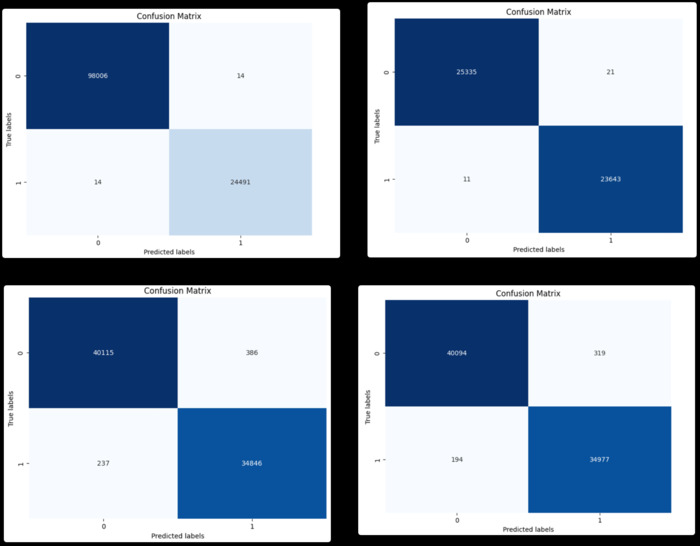 Confusion Matrix
0
98006
14
True labels
1
14
24491
0
1
Predicted labels
Confusion Matrix
0
25335
21
True labels
1
11
23643
0
1
Predicted labels
Confusion Matrix
0
40115
386
True labels
1
237
34846
0
1
Predicted labels
Confusion Matrix
0
40094
319
True labels
1
194
34977
0
1
Predicted labels